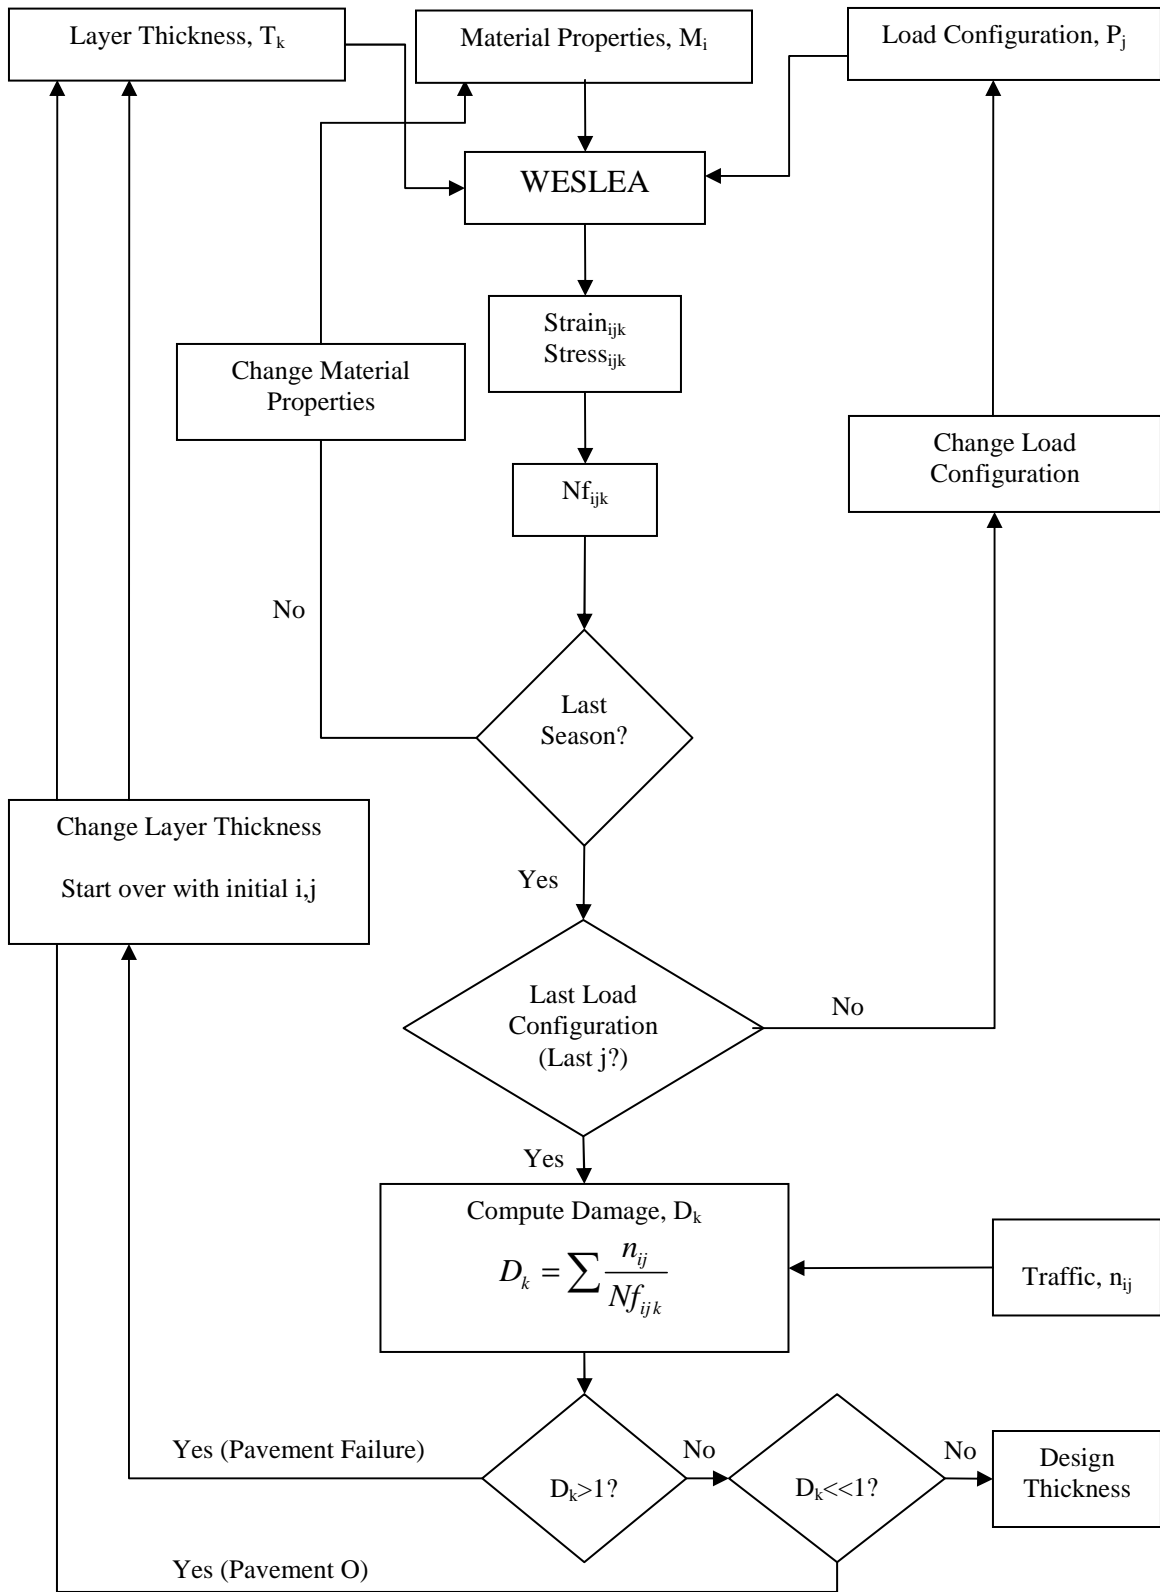 Layer Thickness, Tk
Material Properties, Mi
Load Configuration, Pj
WESLEA
Strainijk
Stressijk
Change Material
Properties
Change Load
Configuration
Nfijk
No
Last
Season?
Change Layer Thickness
Start over with initial i,j
Yes
Last Load
Configuration
(Last j?)
No
Yes
Compute Damage, Dk
Dk = ∑ nij / Nfijk
Traffic, nij
Yes (Pavement Failure)
Dk>1?
No
Dk<<1?
No
Design
Thickness
Yes (Pavement O)